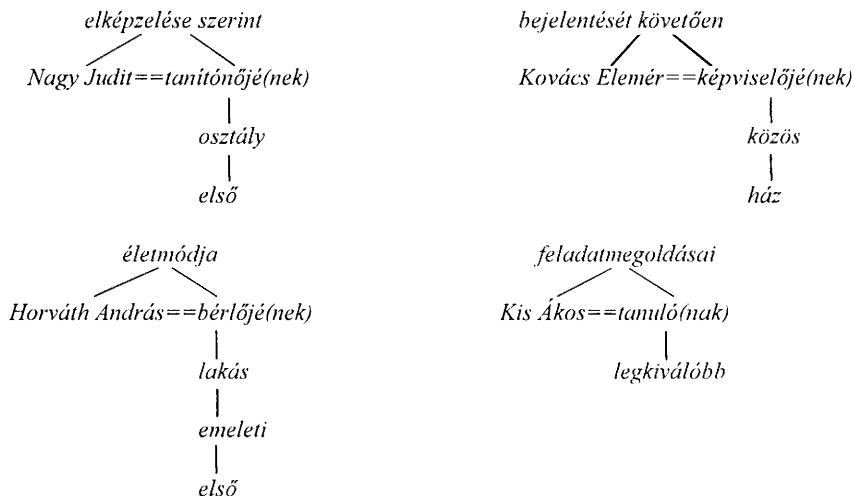 elképzelése szerint
Nagy Judit==tanítónőjé(nek)
osztály
első
bejelentését követően
Kovács Elemér==képviselőjé(nek)
közös
ház
életmódja
Horváth András==bérlőjé(nek)
lakás
emeleti
első
feladatmegoldásai
Kis Ákos==tanuló(nak)
legkiválóbb